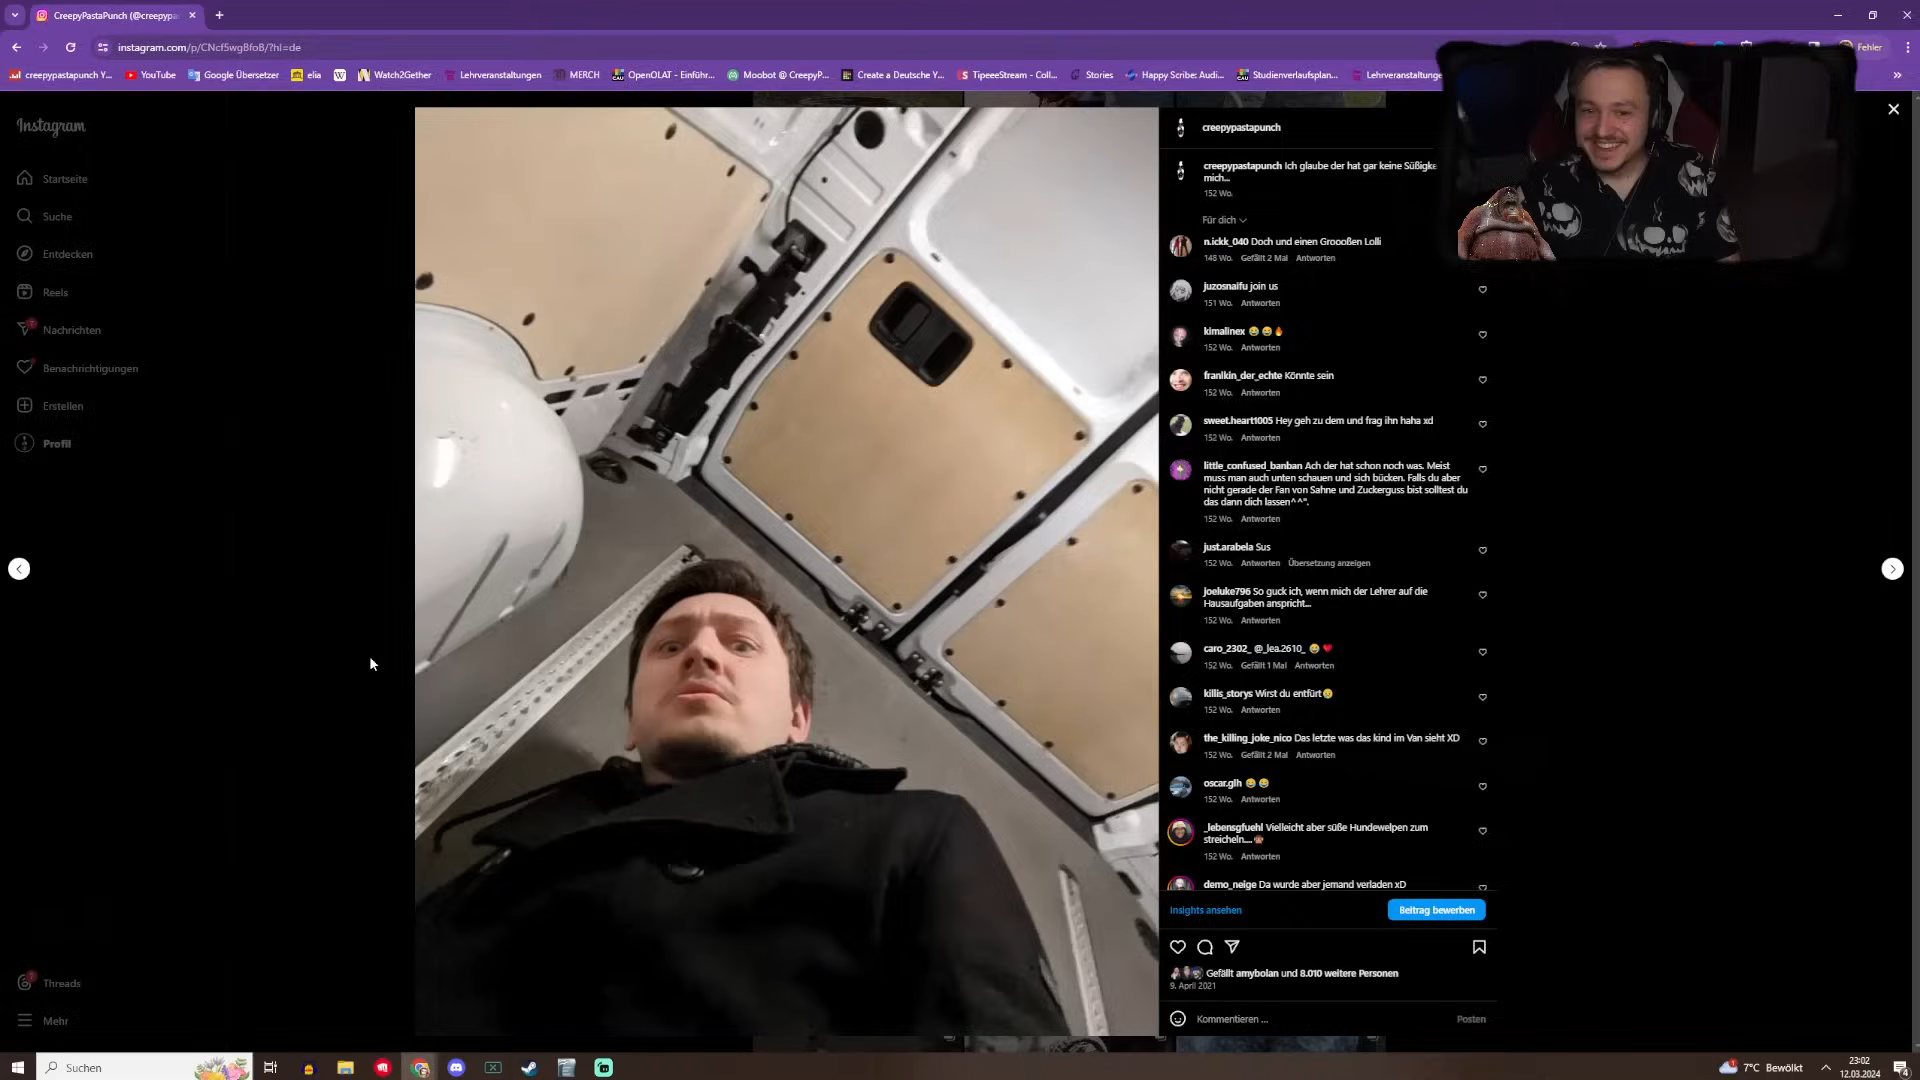 CreepyPastaPunch (@creepypa
instagram.com/p/CNcf5wgBfoB/?hl=de
Fehler
creepypastapunch Y...
YouTube
Google Übersetzer
elia
Watch2Gether
Lehrveranstaltungen
MERCH
OpenOLAT - Einführ...
Moobot @ CreepyP...
Create a Deutsche Y...
TipeeeStream - Coll...
Stories
Happy Scribe: Audi...
Studienverlaufsplan...
Lehrveranstaltunge
Instagram
Startseite
Suche
Entdecken
Reels
Nachrichten
Benachrichtigungen
Erstellen
Profil
Threads
Mehr
creepypastapunch
creepypastapunch Ich glaube der hat gar keine Süßigke
mich...
152 Wo.
Für dich
n.ickk_040 Doch und einen Groooßen Lolli
148 Wo. Gefällt 2 Mal Antworten
juzosnaifu join us
151 Wo. Antworten
kimalinex 😂😂🔥
152 Wo. Antworten
franlkin_der_echte Könnte sein
152 Wo. Antworten
sweet.heart1005 Hey geh zu dem und frag ihn haha xd
152 Wo. Antworten
little_confused_banban Ach der hat schon noch was. Meist
muss man auch unten schauen und sich bücken. Falls du aber
nicht gerade der Fan von Sahne und Zuckerguss bist solltest du
das dann dich lassen^^".
152 Wo. Antworten
just.arabela Sus
152 Wo. Antworten Übersetzung anzeigen
joeluke796 So guck ich, wenn mich der Lehrer auf die
Hausaufgaben anspricht...
152 Wo. Antworten
caro_2302_ @_lea.2610_ 😂❤️
152 Wo. Gefällt 1 Mal Antworten
killis_storys Wirst du entfürt😢
152 Wo. Antworten
the_killing_joke_nico Das letzte was das kind im Van sieht XD
152 Wo. Gefällt 2 Mal Antworten
oscar.glh 😂😅
152 Wo. Antworten
_lebensgfuehl Vielleicht aber süße Hundewelpen zum
streicheln....🙈
152 Wo. Antworten
demo_neige Da wurde aber jemand verladen xD
Insights ansehen
Beitrag bewerben
Gefällt amybolan und 8.010 weitere Personen
9. April 2021
Kommentieren ...
Posten
Suchen
7°C Bewölkt
23:02
12.03.2024